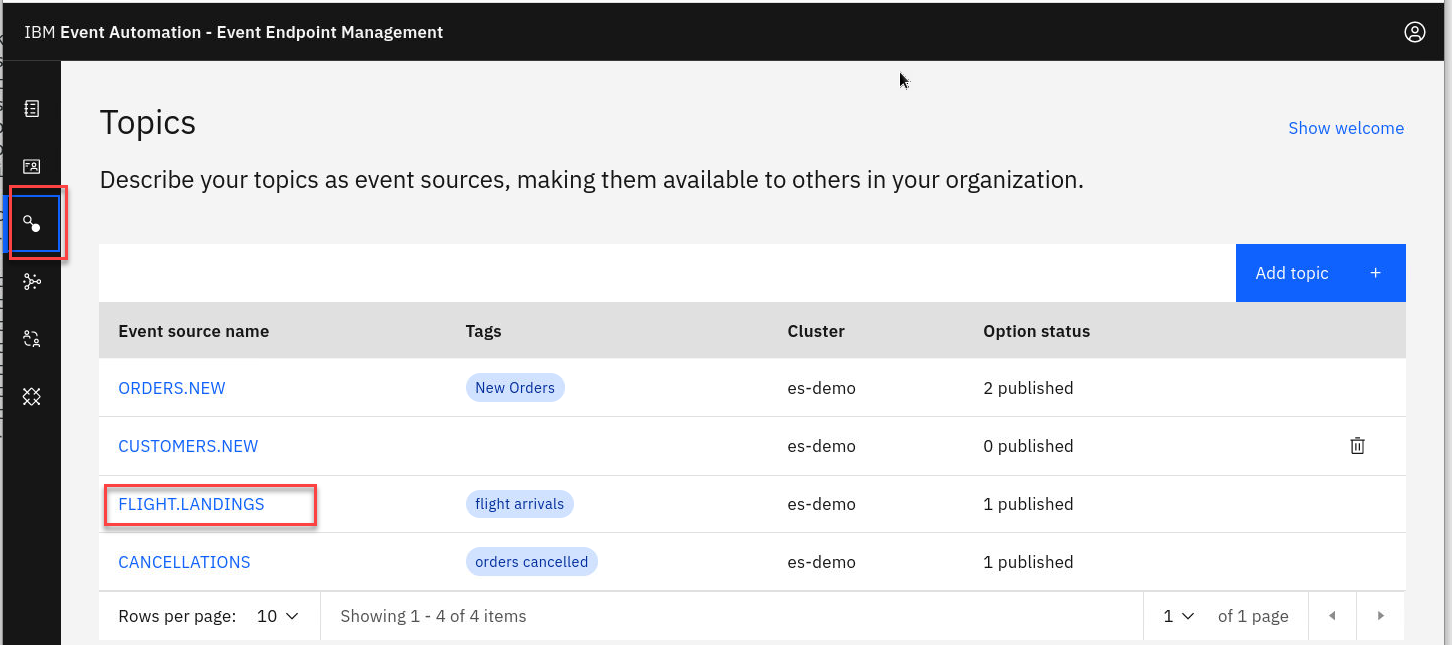 IBM Event Automation - Event Endpoint Management
Topics
Show welcome
Describe your topics as event sources, making them available to others in your organization.
Add topic +
Event source name Tags Cluster Option status
ORDERS.NEW New Orders es-demo 2 published
CUSTOMERS.NEW es-demo 0 published
FLIGHT.LANDINGS flight arrivals es-demo 1 published
CANCELLATIONS orders cancelled es-demo 1 published
Rows per page: 10 Showing 1 - 4 of 4 items 1 of 1 page